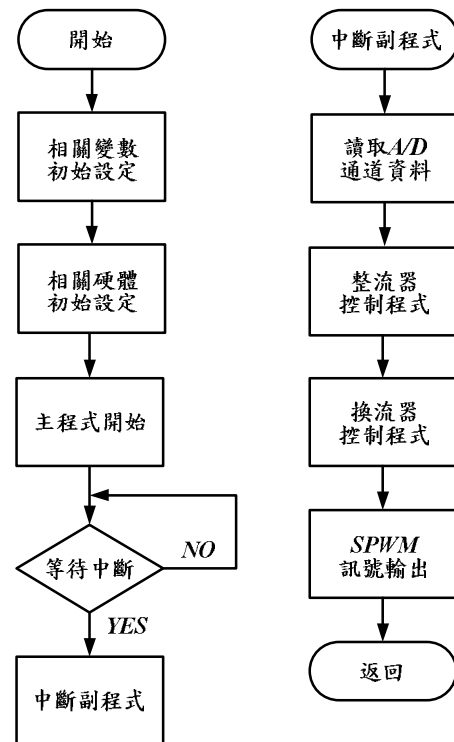 開始
相關變數
初始設定
相關硬體
初始設定
主程式開始
等待中斷
NO
YES
中斷副程式
中斷副程式
讀取A/D
通道資料
整流器
控制程式
換流器
控制程式
SPWM
訊號輸出
返回